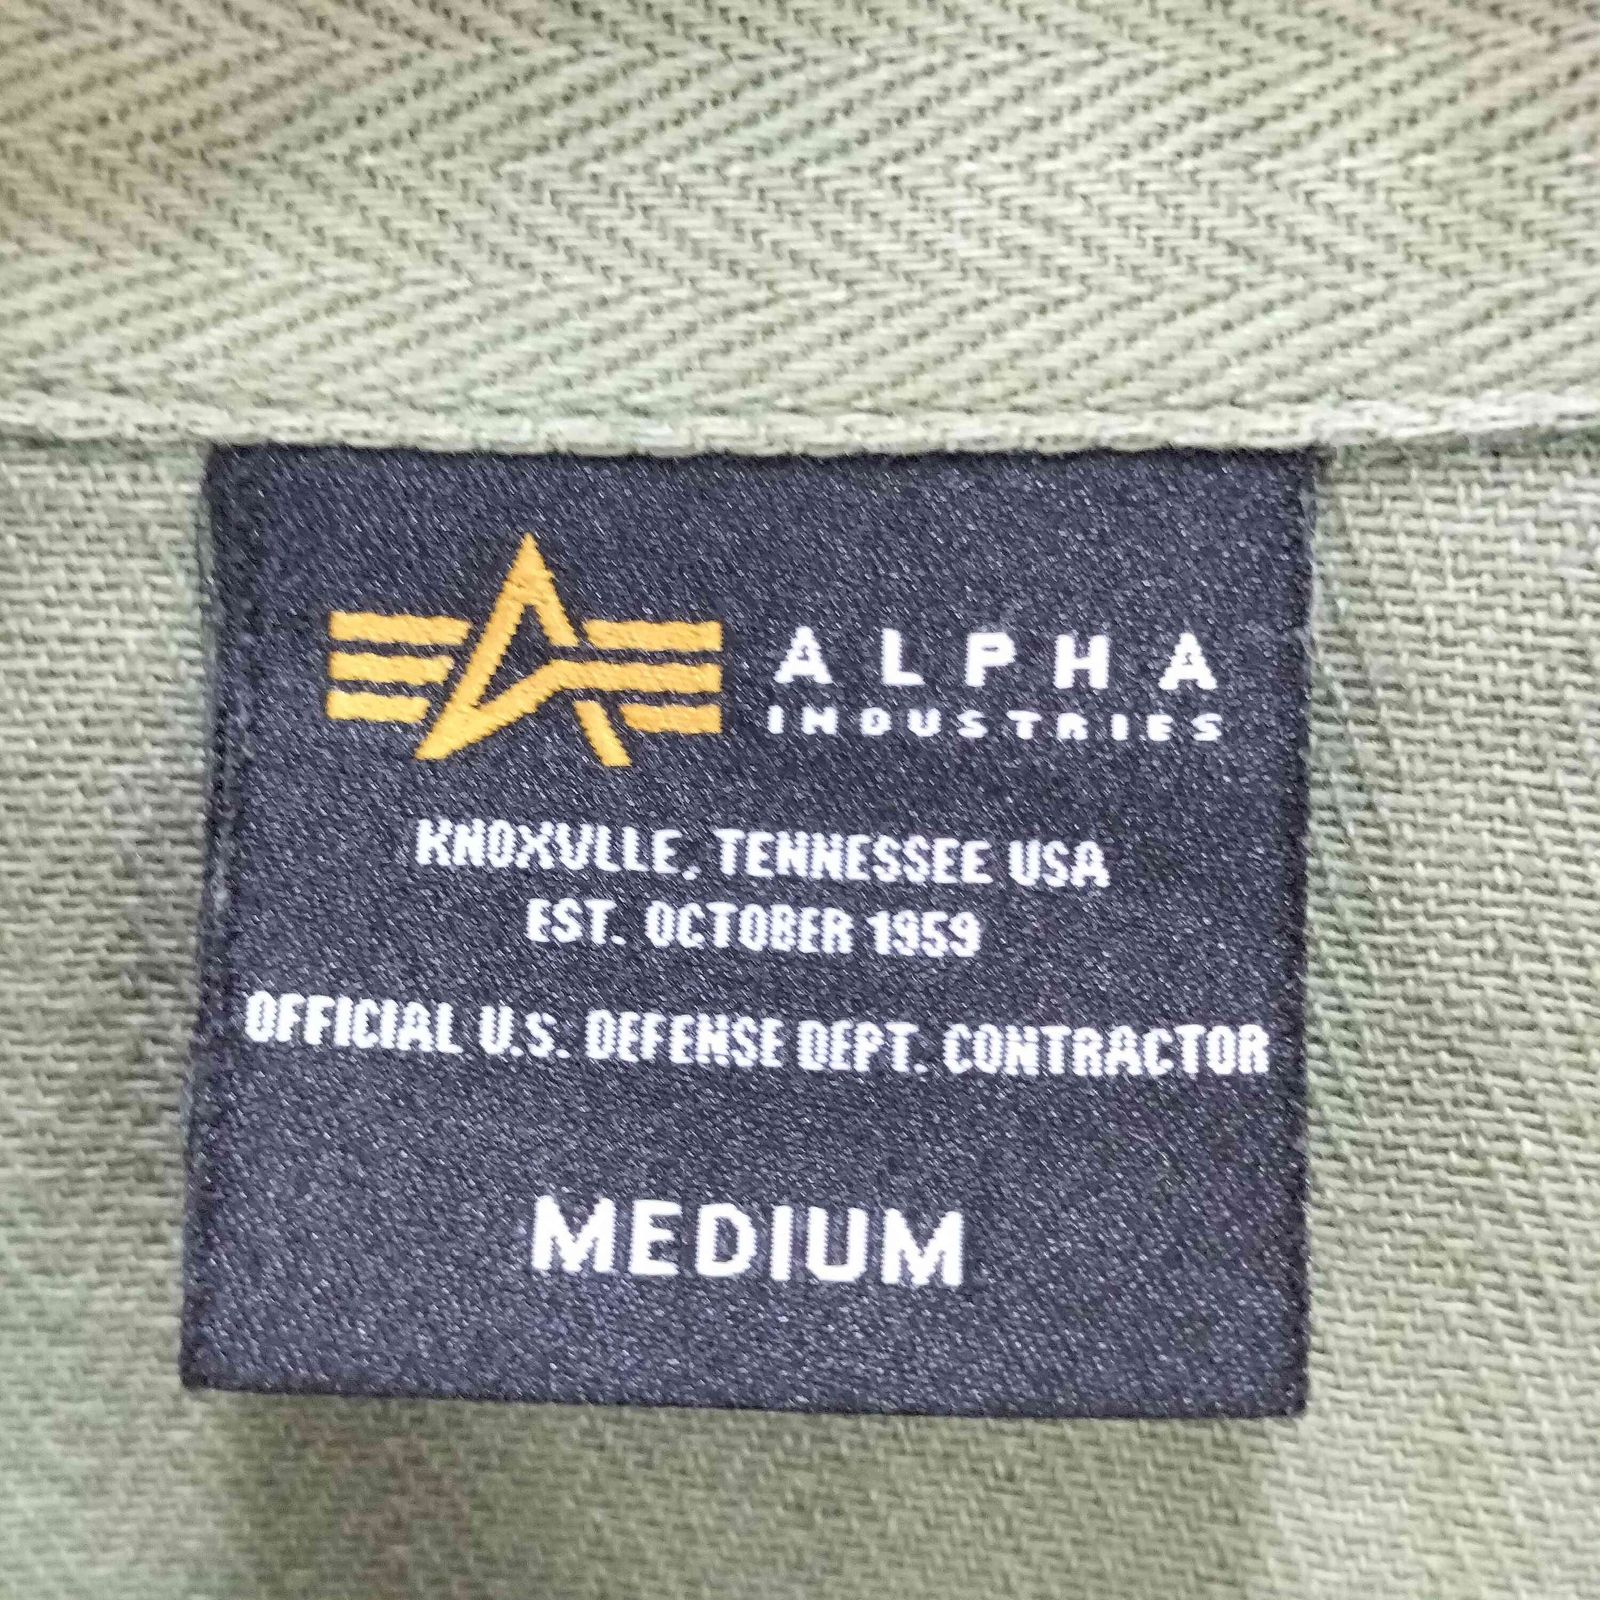 ALPHA
INDUSTRIES
KNOXVLLE, TENNESSEE USA
EST. OCTOBER 1959
OFFICIAL U.S. DEFENSE DEPT. CONTRACTOR
MEDIUM